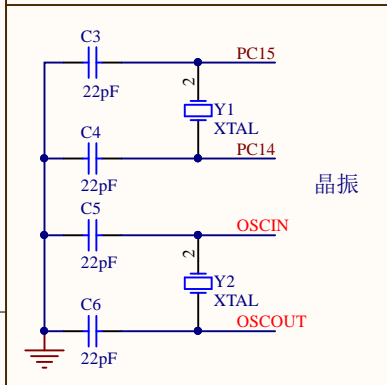 C3
PC15
22pF
2
Y1
XTAL
C4
PC14
22pF
晶振
C5
OSCIN
22pF
2
Y2
XTAL
C6
OSCOUT
22pF